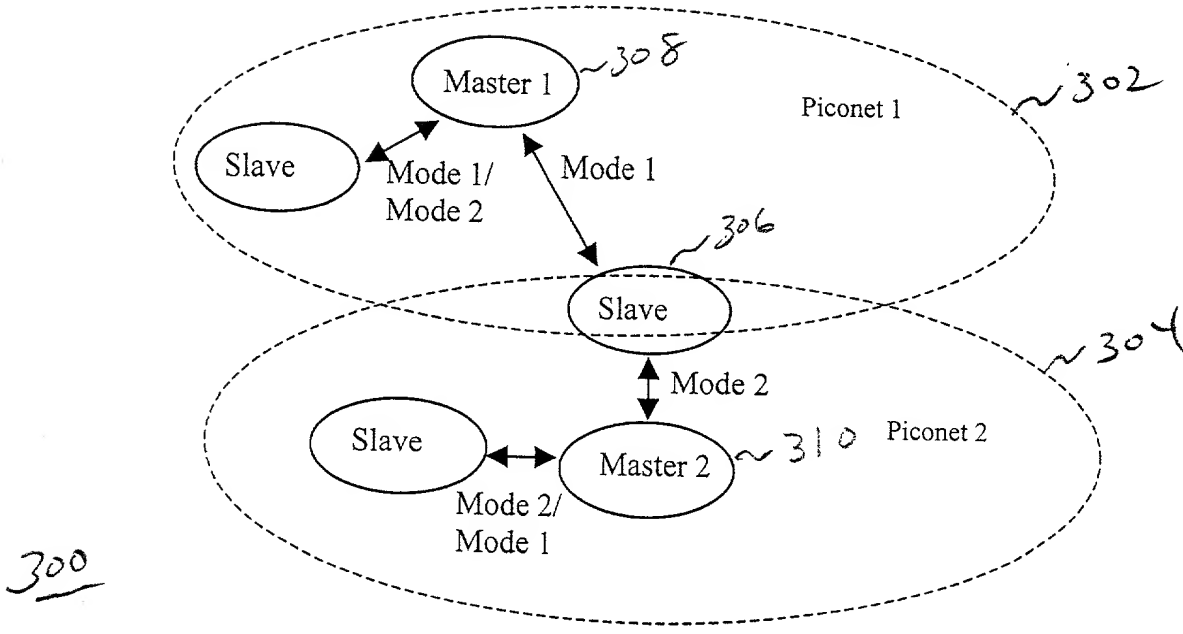 Master 1
~308
Piconet 1
~302
Slave
Mode 1/
Mode 2
Mode 1
~306
Slave
~304
Mode 2
Slave
Master 2
~310
Piconet 2
Mode 2/
Mode 1
300